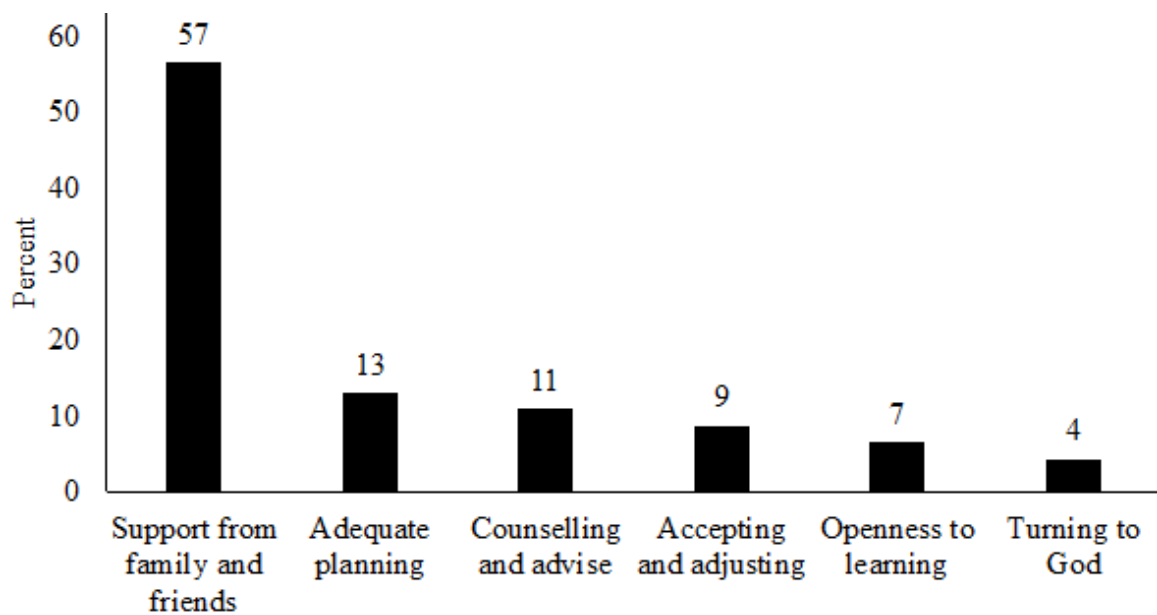 60
50
40
30
20
10
0
Percent
57
13
11
9
7
4
Support from
family and
friends
Adequate
planning
Counselling
and advise
Accepting
and adjusting
Openness to
learning
Turning to
God